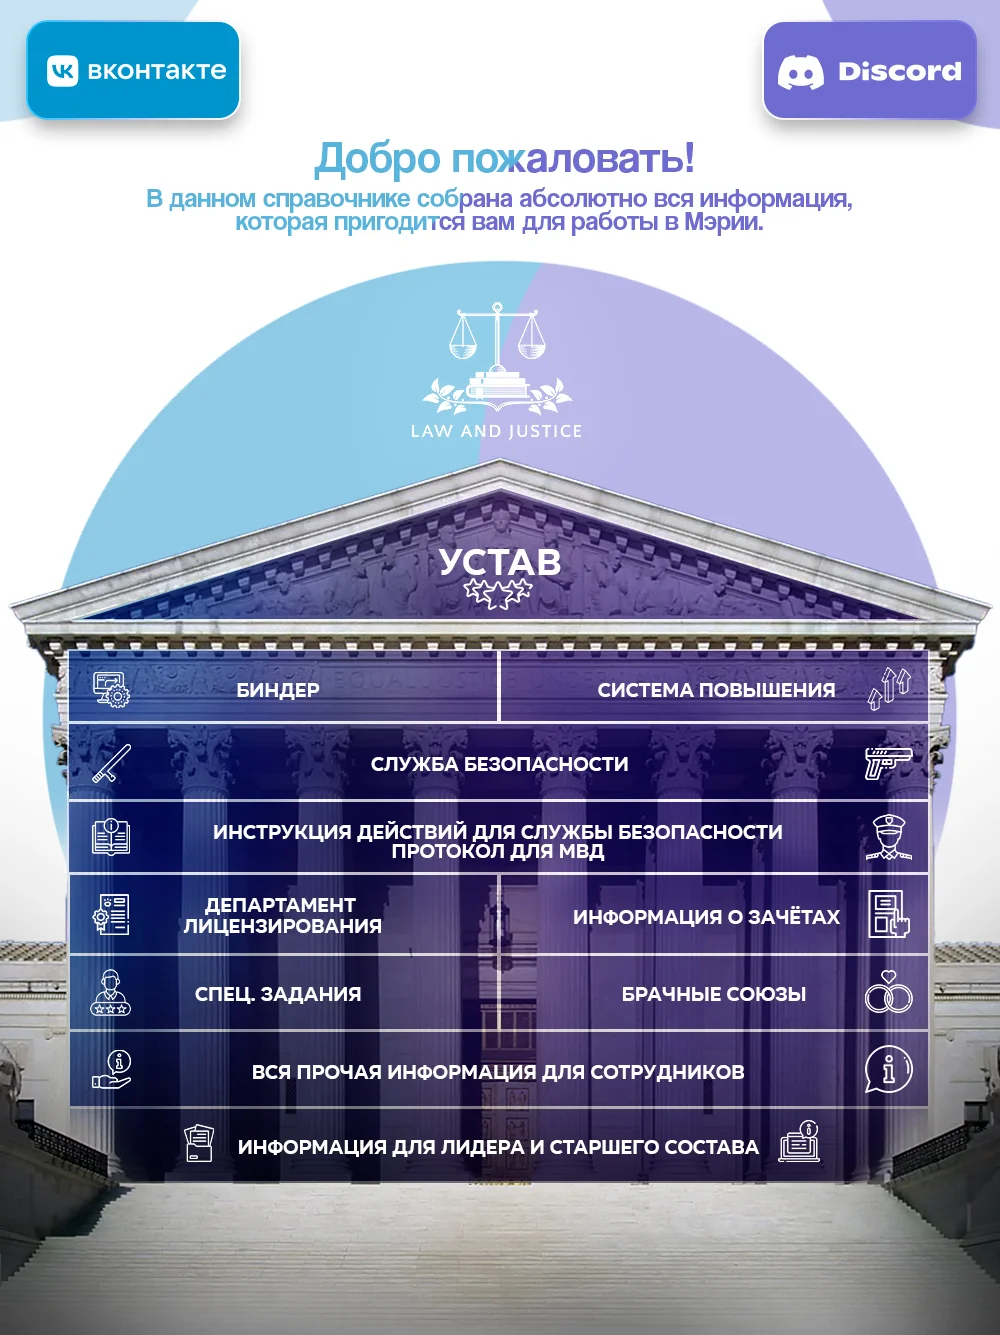 вконтакте
Discord
Добро пожаловать!
В данном справочнике собрана абсолютно вся информация,
которая пригодится вам для работы в Мэрии.
LAW AND JUSTICE
УСТАВ
БИНДЕР
СИСТЕМА ПОВЫШЕНИЯ
СЛУЖБА БЕЗОПАСНОСТИ
ИНСТРУКЦИЯ ДЕЙСТВИЙ ДЛЯ СЛУЖБЫ БЕЗОПАСНОСТИ
ПРОТОКОЛ ДЛЯ МВД
ДЕПАРТАМЕНТ
ЛИЦЕНЗИРОВАНИЯ
ИНФОРМАЦИЯ О ЗАЧЁТАХ
СПЕЦ. ЗАДАНИЯ
БРАЧНЫЕ СОЮЗЫ
ВСЯ ПРОЧАЯ ИНФОРМАЦИЯ ДЛЯ СОТРУДНИКОВ
ИНФОРМАЦИЯ ДЛЯ ЛИДЕРА И СТАРШЕГО СОСТАВА